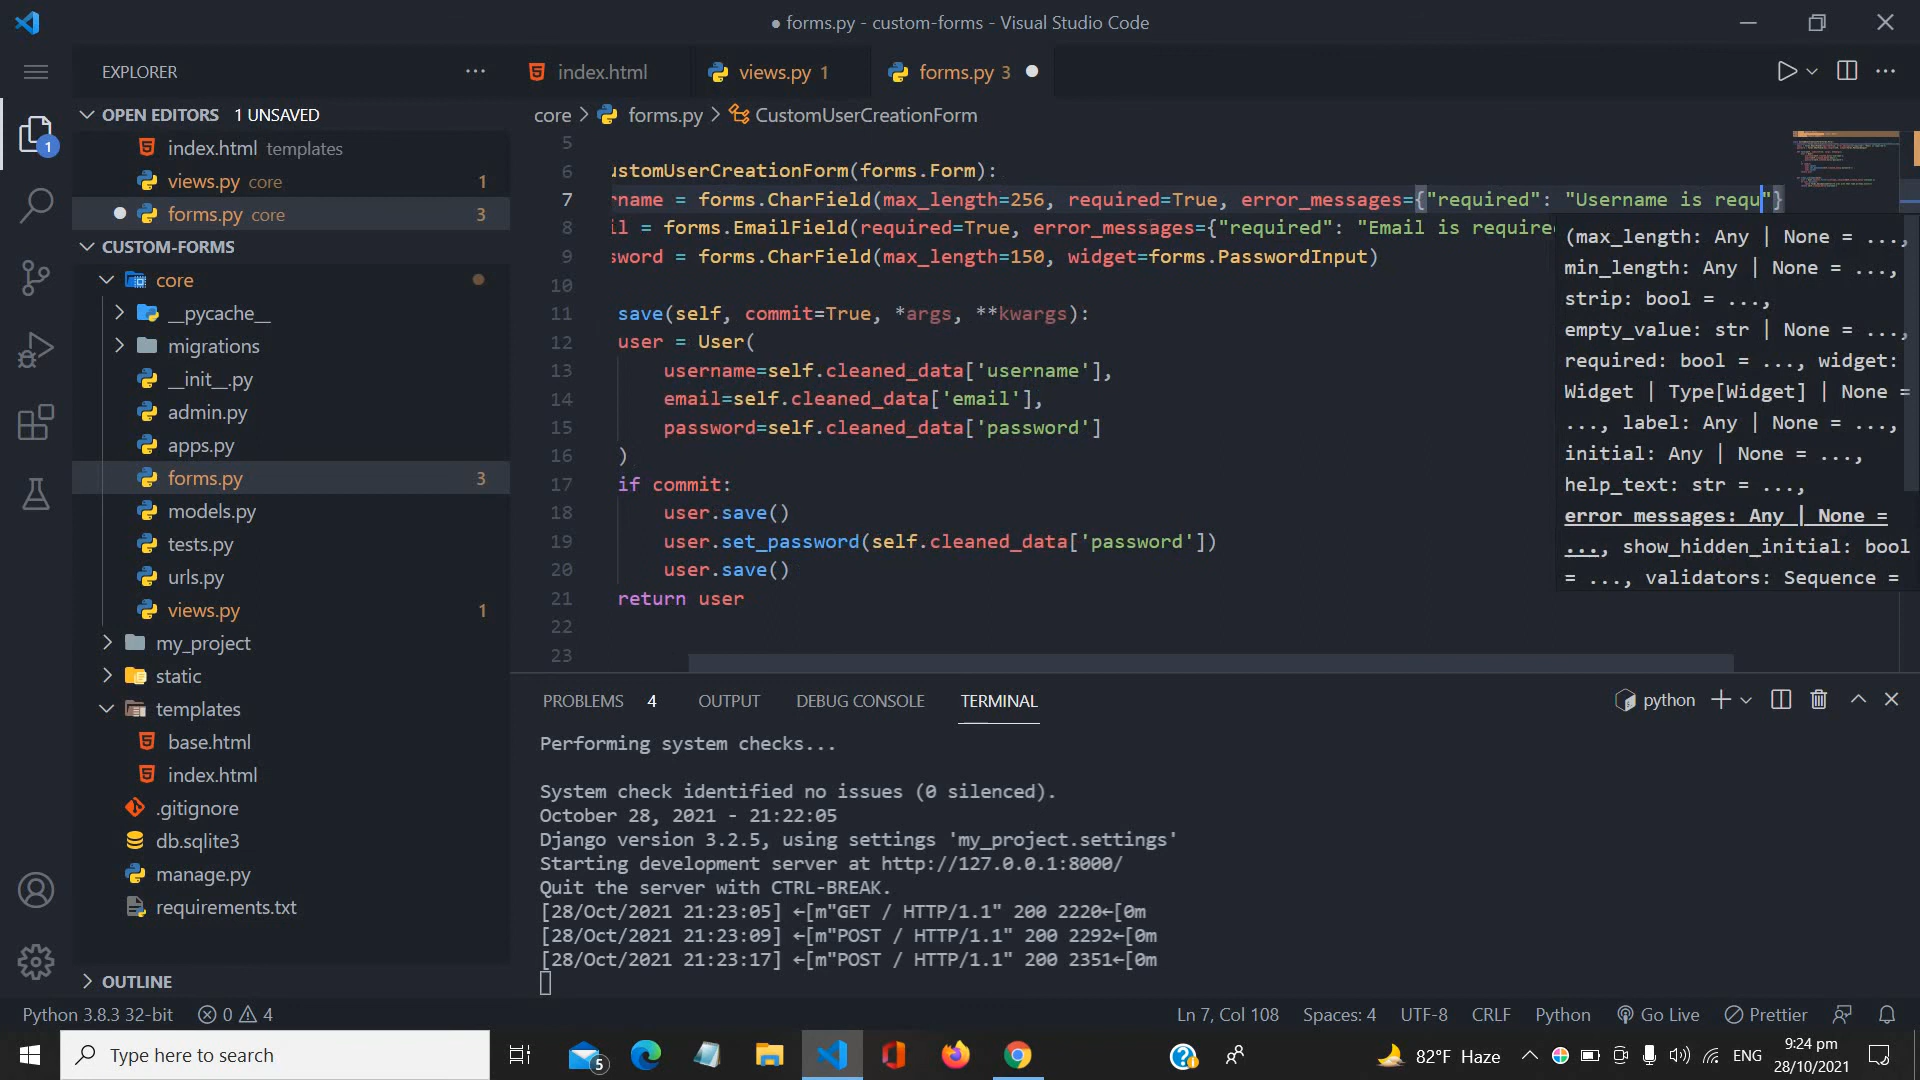 ● forms.py - custom-forms - Visual Studio Code
EXPLORER
index.html
views.py 1
forms.py 3
OPEN EDITORS 1 UNSAVED
index.html templates
views.py core 1
forms.py core 3
CUSTOM-FORMS
core
__pycache__
migrations
__init__.py
admin.py
apps.py
forms.py 3
models.py
tests.py
urls.py
views.py 1
my_project
static
templates
base.html
index.html
.gitignore
db.sqlite3
manage.py
requirements.txt
OUTLINE
1
core > forms.py > CustomUserCreationForm
5
6 ustomUserCreationForm(forms.Form):
7 rname = forms.CharField(max_length=256, required=True, error_messages={"required": "Username is requ"}
8 il = forms.EmailField(required=True, error_messages={"required": "Email is require
9 sword = forms.CharField(max_length=150, widget=forms.PasswordInput)
10
11 save(self, commit=True, *args, **kwargs):
12 user = User(
13 username=self.cleaned_data['username'],
14 email=self.cleaned_data['email'],
15 password=self.cleaned_data['password']
16 )
17 if commit:
18 user.save()
19 user.set_password(self.cleaned_data['password'])
20 user.save()
21 return user
22
23
(max_length: Any | None = ...,
min_length: Any | None = ...,
strip: bool = ...,
empty_value: str | None = ...,
required: bool = ..., widget:
Widget | Type[Widget] | None =
..., label: Any | None = ...,
initial: Any | None = ...,
help_text: str = ...,
error_messages: Any | None =
..., show_hidden_initial: bool
= ..., validators: Sequence =
PROBLEMS 4 OUTPUT DEBUG CONSOLE TERMINAL
python
Performing system checks...
System check identified no issues (0 silenced).
October 28, 2021 - 21:22:05
Django version 3.2.5, using settings 'my_project.settings'
Starting development server at http://127.0.0.1:8000/
Quit the server with CTRL-BREAK.
[28/Oct/2021 21:23:05] ←[m"GET / HTTP/1.1" 200 2220←[0m
[28/Oct/2021 21:23:09] ←[m"POST / HTTP/1.1" 200 2292←[0m
[28/Oct/2021 21:23:17] ←[m"POST / HTTP/1.1" 200 2351←[0m
Python 3.8.3 32-bit 0 4 Ln 7, Col 108 Spaces: 4 UTF-8 CRLF Python Go Live Prettier
Type here to search
5
82°F Haze
ENG
9:24 pm
28/10/2021